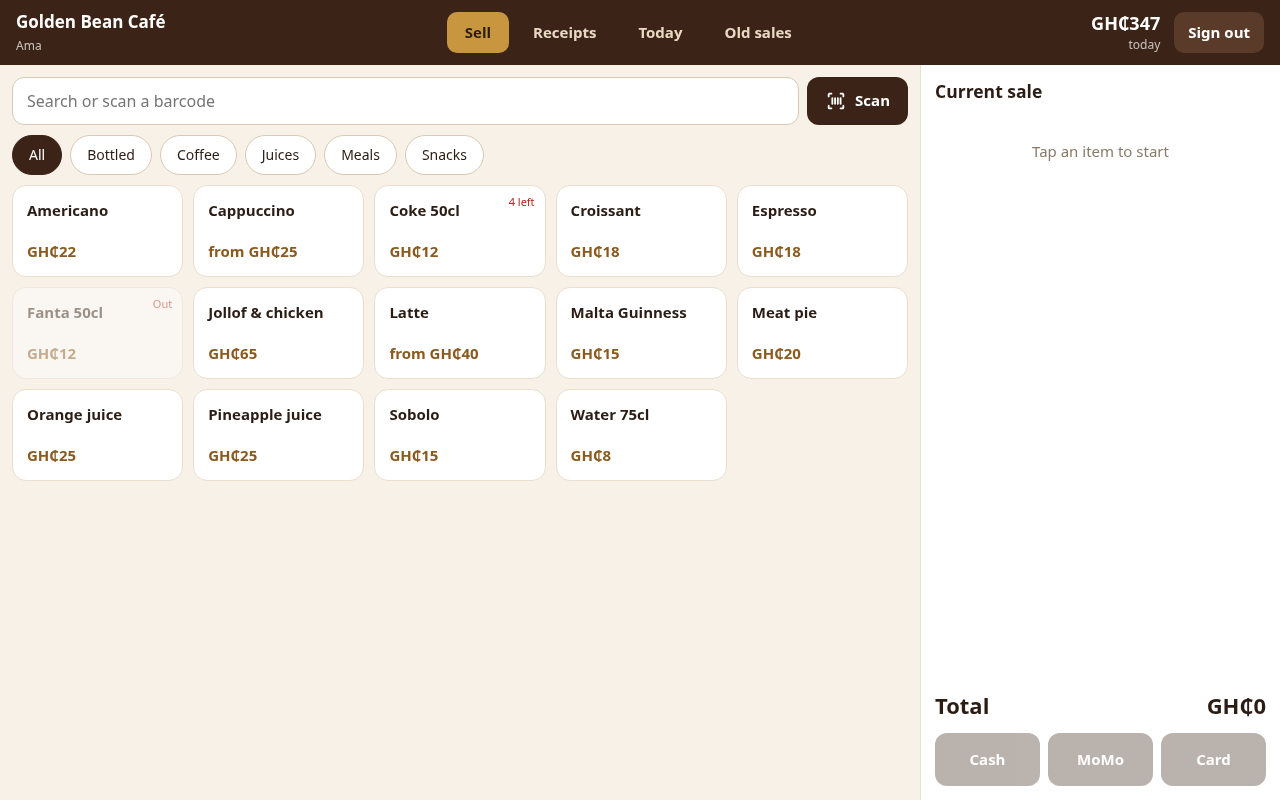 Golden Bean Café
Ama
Sell
Receipts
Today
Old sales
GH₵347
today
Sign out
Search or scan a barcode
Scan
All
Bottled
Coffee
Juices
Meals
Snacks
Americano
GH₵22
Cappuccino
from GH₵25
Coke 50cl
4 left
GH₵12
Croissant
GH₵18
Espresso
GH₵18
Fanta 50cl
Out
GH₵12
Jollof & chicken
GH₵65
Latte
from GH₵40
Malta Guinness
GH₵15
Meat pie
GH₵20
Orange juice
GH₵25
Pineapple juice
GH₵25
Sobolo
GH₵15
Water 75cl
GH₵8
Current sale
Tap an item to start
Total
GH₵0
Cash
MoMo
Card